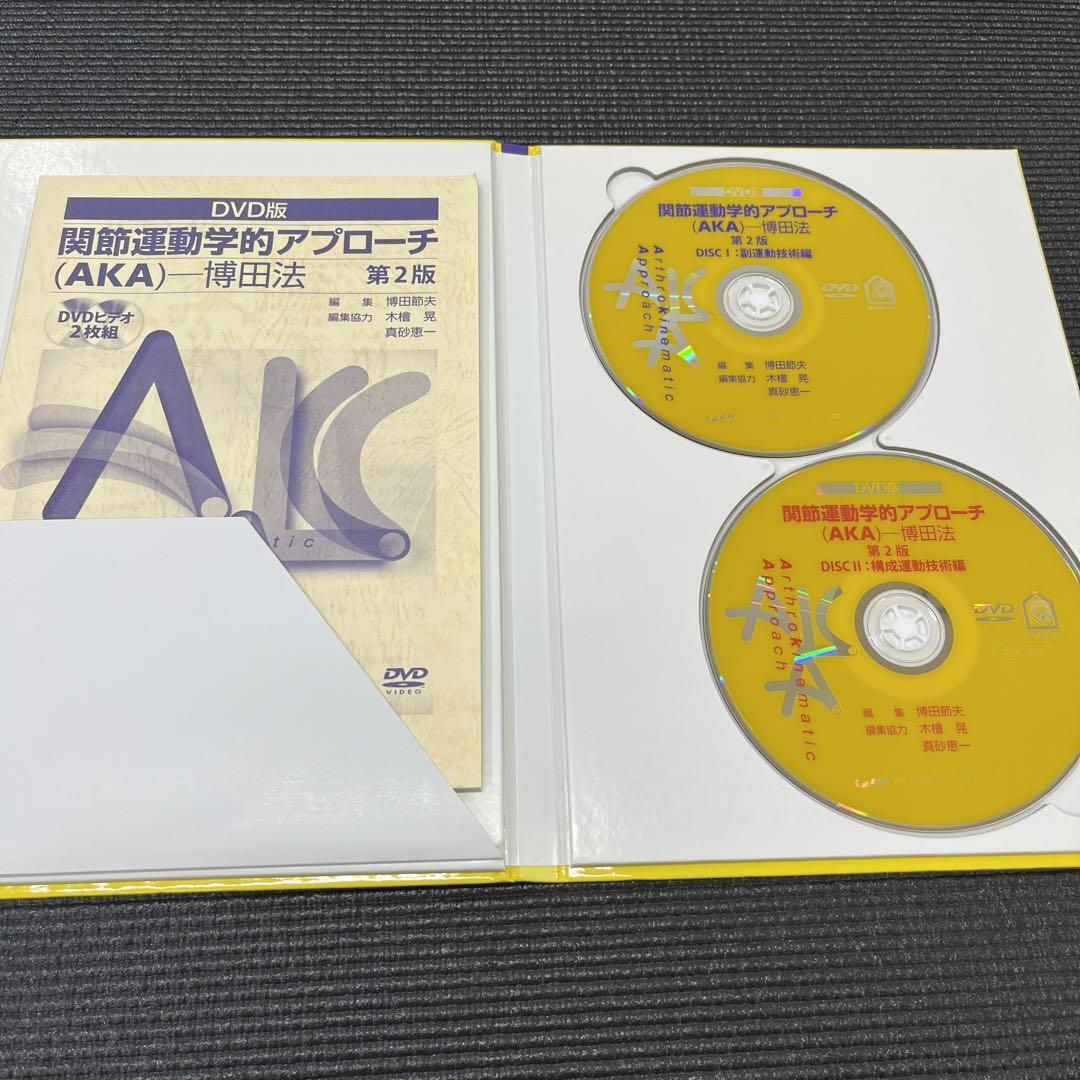 DVD版
関節運動学的アプローチ
(AKA)—博田法 第2版
編 集 博田節夫
編集協力 木檜 晃
真砂恵一
DVDビデオ
2枚組
AK
tic
DVD
VIDEO
DVD版
関節運動学的アプローチ
(AKA)—博田法
第2版
DISC I:副運動技術編
Arthrokinematic
Approach
AKA
DVD
編 集 博田節夫
編集協力 木檜 晃
真砂恵一
DVD版
関節運動学的アプローチ
(AKA)—博田法
第2版
DISC II:構成運動技術編
Arthrokinematic
Approach
AKA
DVD
編 集 博田節夫
編集協力 木檜 晃
真砂恵一